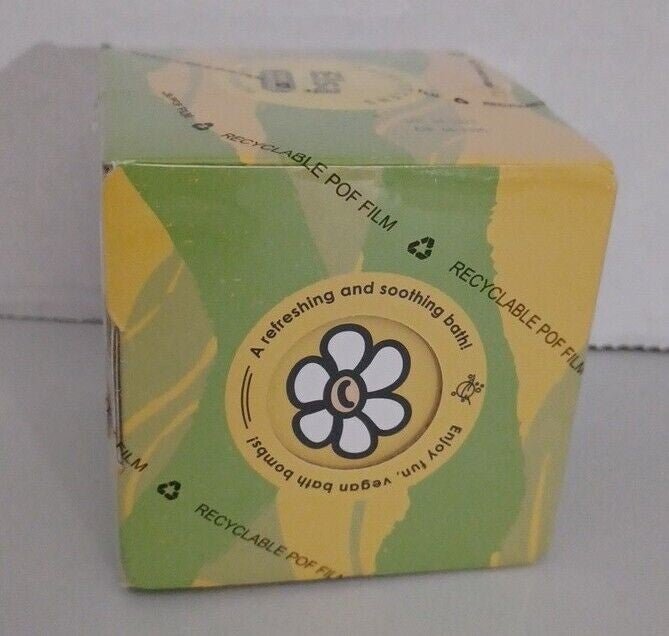 RECYCLABLE POF FILM
RECYCLABLE POF FILM
A refreshing and soothing bath!
Enjoy fun, vegan bath bombs!
FILM
RECYCLABLE POF FILM